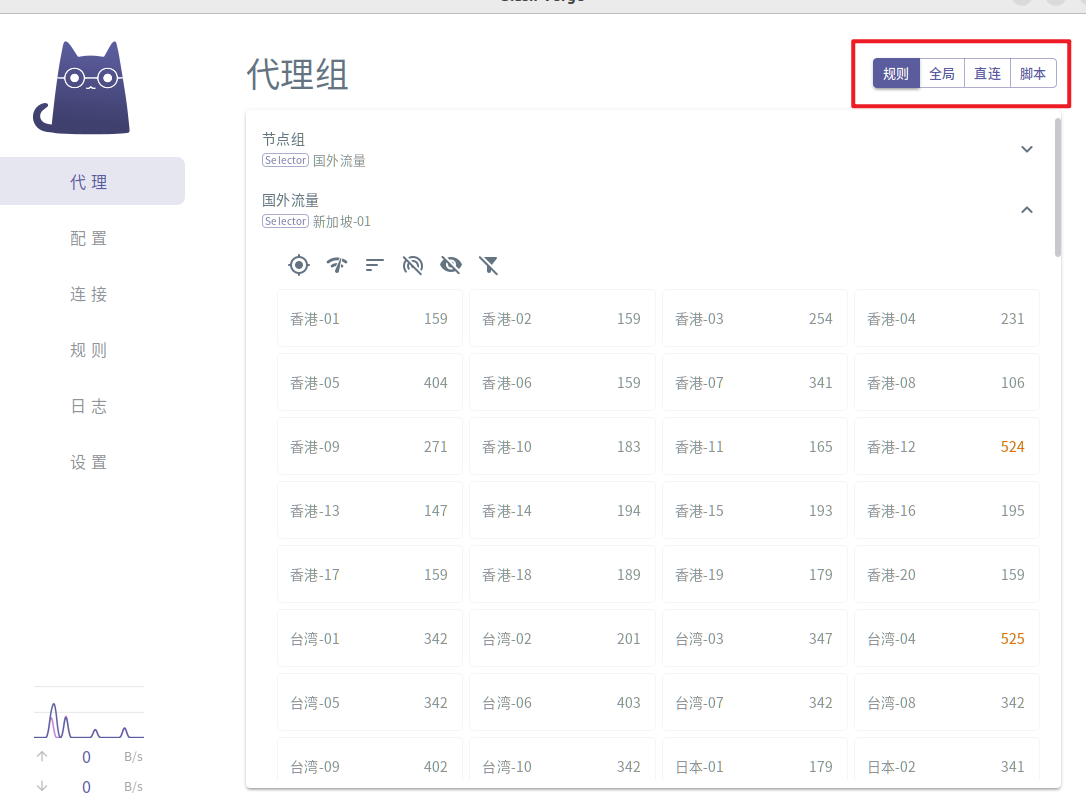 代理组
规则 全局 直连 脚本
代理
配置
连接
规则
日志
设置
节点组
Selector 国外流量
国外流量
Selector 新加坡-01
香港-01 159 香港-02 159 香港-03 254 香港-04 231
香港-05 404 香港-06 159 香港-07 341 香港-08 106
香港-09 271 香港-10 183 香港-11 165 香港-12 524
香港-13 147 香港-14 194 香港-15 193 香港-16 195
香港-17 159 香港-18 189 香港-19 179 香港-20 159
台湾-01 342 台湾-02 201 台湾-03 347 台湾-04 525
台湾-05 342 台湾-06 403 台湾-07 342 台湾-08 342
台湾-09 402 台湾-10 342 日本-01 179 日本-02 341
0 B/s
0 B/s